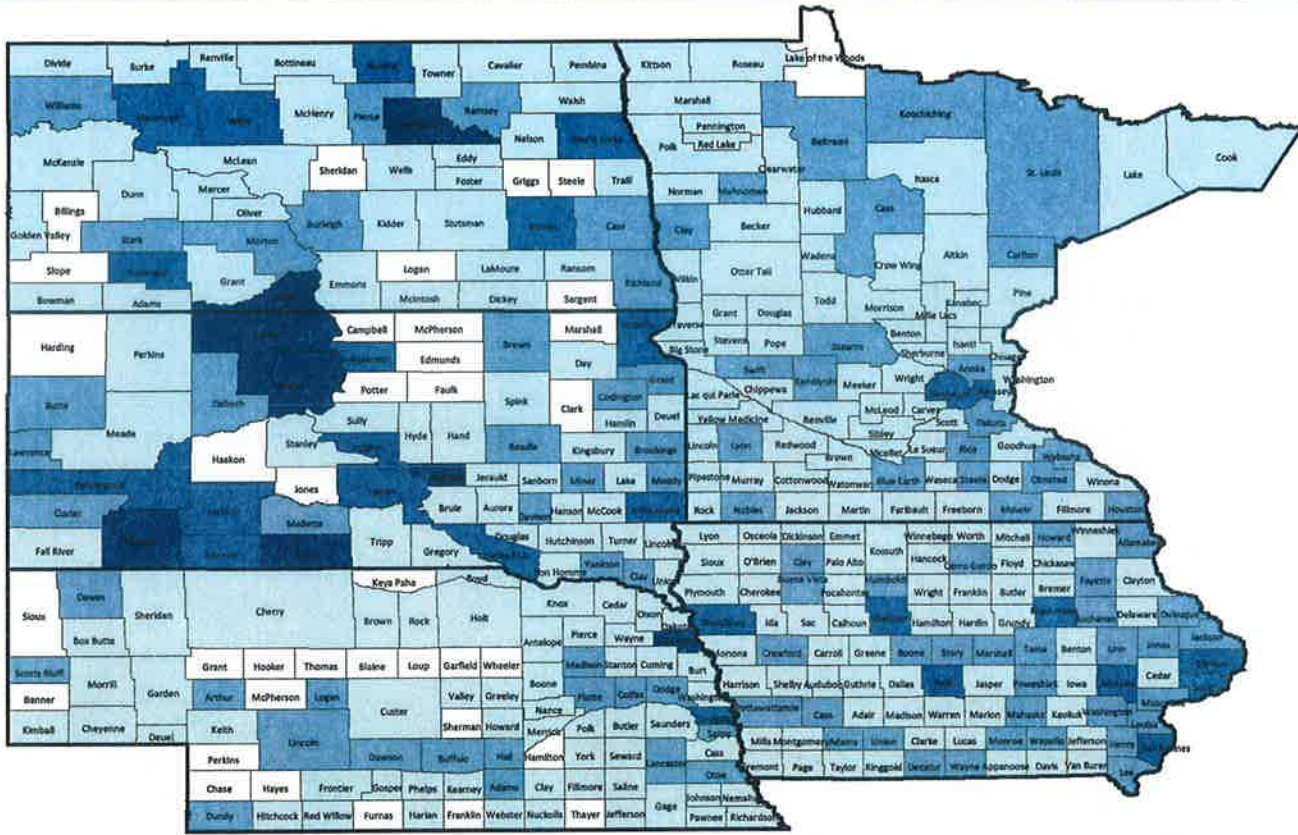 Divide Burke Renville Bottineau Towner Cavalier Pembina Kittson Roseau Lake of the Woods
Williams McHenry Pierce Ramsey Walsh Marshall Koochiching
Pennington
Nelson Polk Red Lake Beltrami Cook
McKenzie McLean Sheridan Wells Eddy Clearwater Itasca St. Louis Lake
Dunn Mercer Foster Griggs Steele Traill Norman Mahnomen
Billings Oliver Hubbard Cass
Golden Valley Stark Morton Burleigh Kidder Stutsman Cass Clay Becker
Slope Grant Logan LaMoure Ransom Wadena Crow Wing Aitkin Carlton
Bowman Adams Emmons McIntosh Dickey Sargent Richland Wilkin Otter Tail Todd Morrison Mille Lacs Kanabec Pine
Harding Perkins Campbell McPherson Brown Marshall Traverse Grant Douglas Benton
Edmunds Day Big Stone Stevens Pope Stearns Sherburne Isanti Chisago
Butte Ziebach Potter Faulk Spink Clark Codington Grant Swift Kandiyohi Meeker Wright Anoka Washington
Meade Sully Hamlin Deuel Lac qui Parle Chippewa McLeod Carver Scott Dakota
Lawrence Haakon Stanley Hyde Hand Beadle Kingsbury Brookings Yellow Medicine Renville Sibley
Lincoln Lyon Redwood Brown Nicollet Le Sueur Rice Goodhue Wabasha
Jones Jerauld Sanborn Miner Lake Moody Pipestone Murray Cottonwood Watonwan Blue Earth Waseca Steele Dodge Olmsted Winona
Custer Brule Aurora Hanson McCook Rock Nobles Jackson Martin Faribault Freeborn Mower Fillmore Houston
Fall River Mellette Tripp Gregory Douglas Hutchinson Turner Lincoln Lyon Osceola Dickinson Emmet Kossuth Winnebago Worth Mitchell Howard Winneshiek Allamakee
Bon Homme Yankton Clay Union Sioux O'Brien Clay Palo Alto Hancock Cerro Gordo Floyd Chickasaw
Sioux Dawes Sheridan Cherry Keya Paha Boyd Knox Cedar Dixon Plymouth Cherokee Buena Vista Pocahontas Humboldt Wright Franklin Butler Bremer Fayette Clayton
Box Butte Brown Rock Holt Antelope Pierce Wayne Ida Sac Calhoun Hamilton Hardin Grundy Buchanan Delaware Dubuque
Scotts Bluff Morrill Garden Grant Hooker Thomas Blaine Loup Garfield Wheeler Madison Stanton Cuming Burt Monona Crawford Carroll Greene Boone Story Marshall Tama Benton Linn Jones Jackson
Banner Arthur McPherson Logan Custer Valley Greeley Boone Platte Colfax Dodge Washington Harrison Shelby Audubon Guthrie Dallas Jasper Poweshiek Iowa Cedar
Kimball Cheyenne Deuel Keith Lincoln Sherman Howard Nance Merrick Polk Butler Saunders Pottawattamie Cass Adair Madison Warren Marion Mahaska Keokuk Washington
Perkins Dawson Buffalo Hall Hamilton York Seward Lancaster Cass Mills Montgomery Adams Union Clarke Lucas Monroe Wapello Jefferson Henry
Chase Hayes Frontier Gosper Phelps Kearney Adams Clay Fillmore Saline Otoe Fremont Page Taylor Ringgold Decatur Wayne Appanoose Davis Van Buren Lee
Dundy Hitchcock Red Willow Furnas Harlan Franklin Webster Nuckolls Thayer Jefferson Gage Johnson Nemaha
Pawnee Richardson